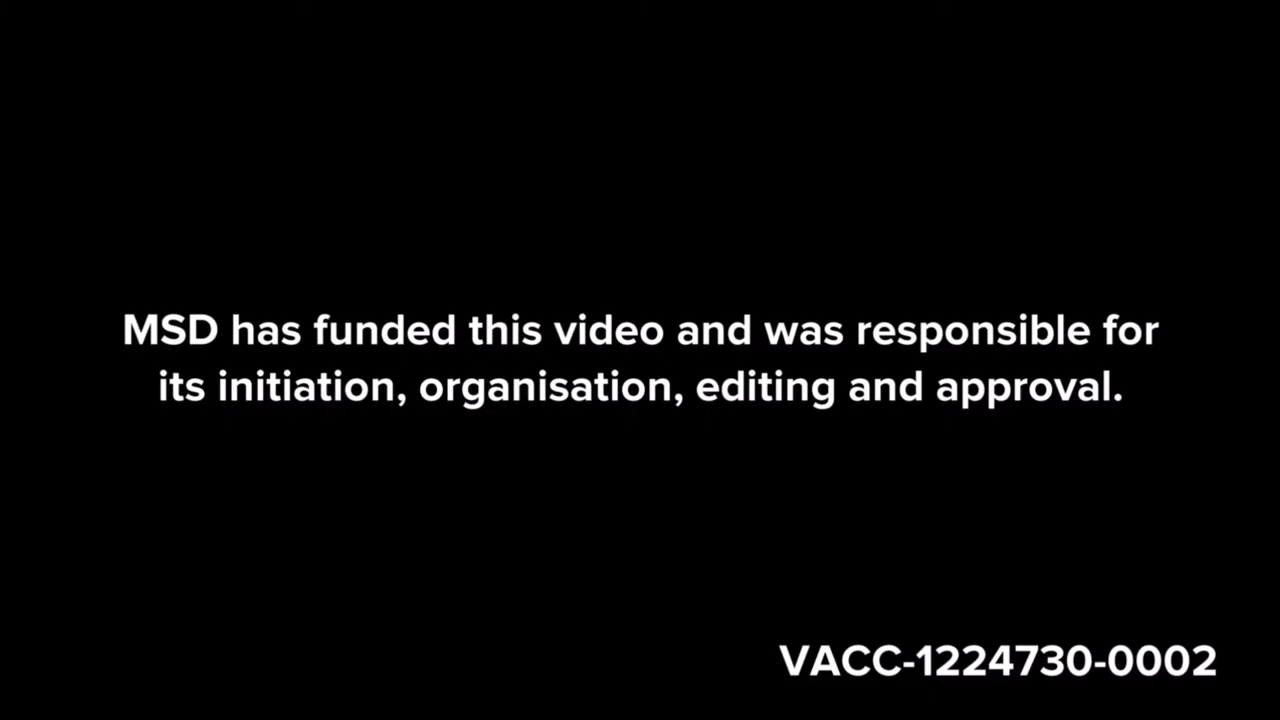 MSD has funded this video and was responsible for
its initiation, organisation, editing and approval.
VACC-1224730-0002